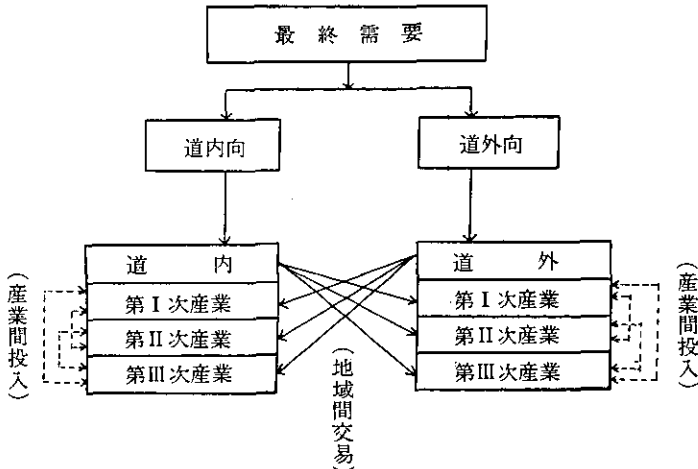 最終需要
道内向
道外向
道内
第Ⅰ次産業
第Ⅱ次産業
第Ⅲ次産業
道外
第Ⅰ次産業
第Ⅱ次産業
第Ⅲ次産業
(産業間投入)
(地域間交易)
(産業間投入)